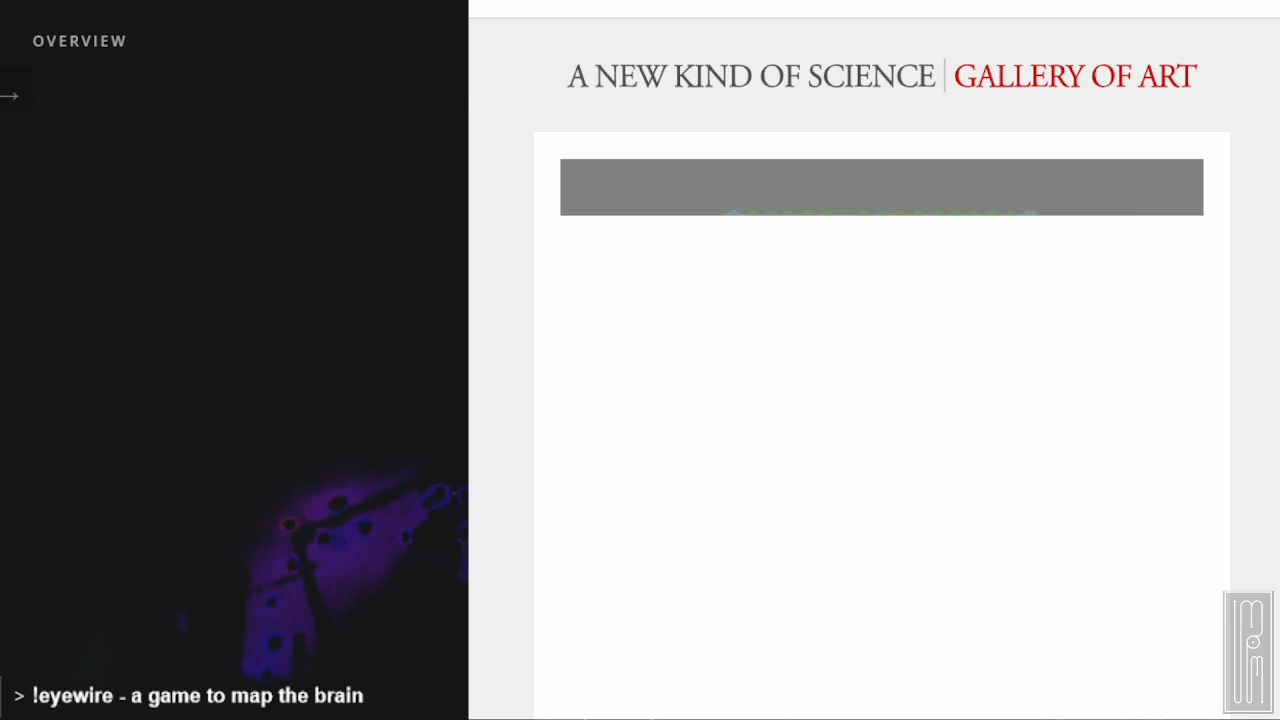 OVERVIEW
→
A NEW KIND OF SCIENCE | GALLERY OF ART
> !eyewire - a game to map the brain